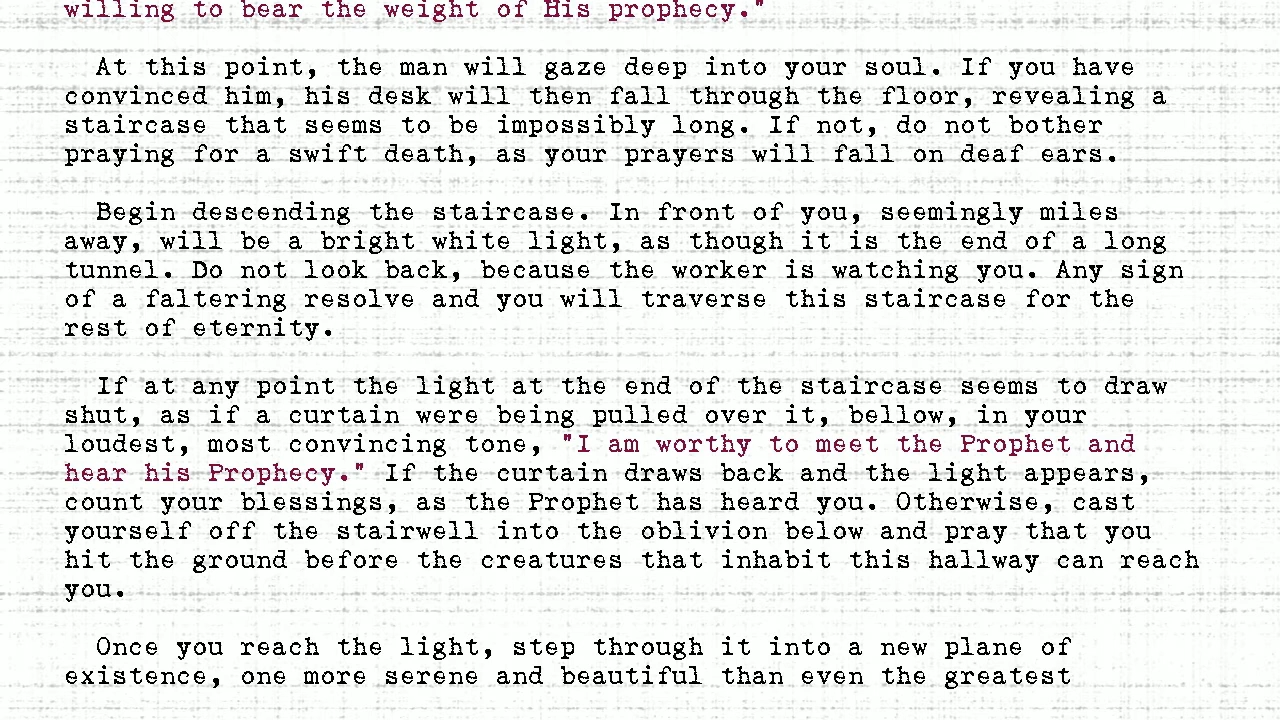 willing to bear the weight of His prophecy."
At this point, the man will gaze deep into your soul. If you have
convinced him, his desk will then fall through the floor, revealing a
staircase that seems to be impossibly long. If not, do not bother
praying for a swift death, as your prayers will fall on deaf ears.
Begin descending the staircase. In front of you, seemingly miles
away, will be a bright white light, as though it is the end of a long
tunnel. Do not look back, because the worker is watching you. Any sign
of a faltering resolve and you will traverse this staircase for the
rest of eternity.
If at any point the light at the end of the staircase seems to draw
shut, as if a curtain were being pulled over it, bellow, in your
loudest, most convincing tone, "I am worthy to meet the Prophet and
hear his Prophecy." If the curtain draws back and the light appears,
count your blessings, as the Prophet has heard you. Otherwise, cast
yourself off the stairwell into the oblivion below and pray that you
hit the ground before the creatures that inhabit this hallway can reach
you.
Once you reach the light, step through it into a new plane of
existence, one more serene and beautiful than even the greatest